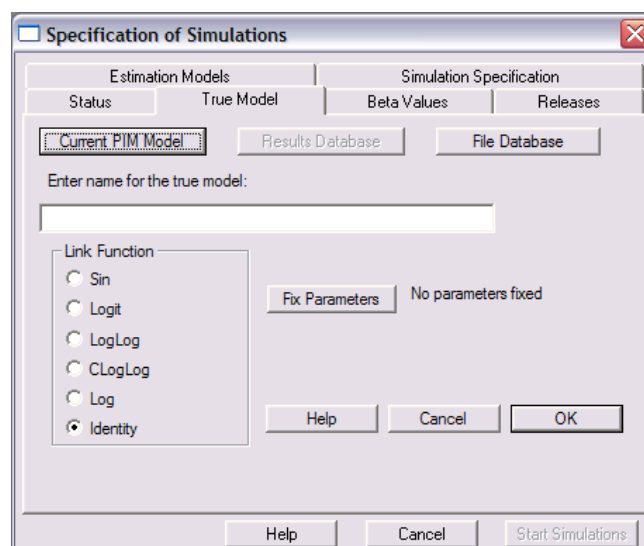 Specification of Simulations
Estimation Models Simulation Specification
Status True Model Beta Values Releases
Current PIM Model Results Database File Database
Enter name for the true model:
Link Function
Sin
Logit
LogLog
CLogLog
Log
Identity
Fix Parameters No parameters fixed
Help Cancel OK
Help Cancel Start Simulations